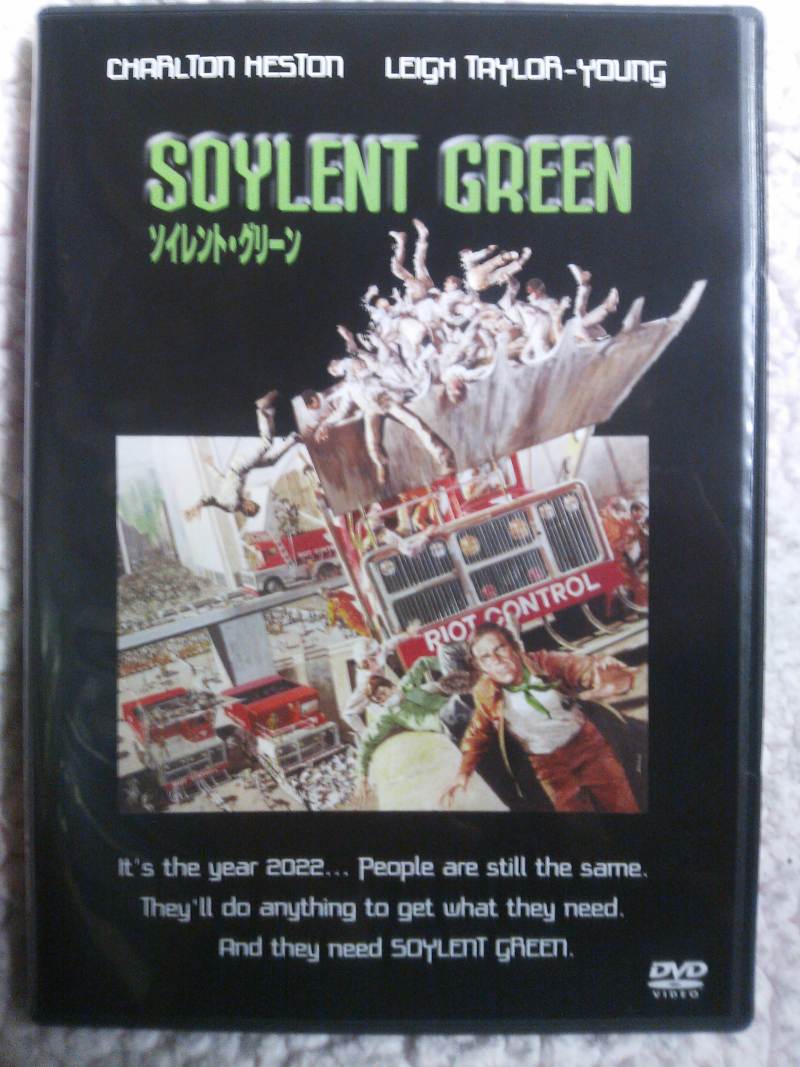 CHARLTON HESTON LEIGH TAYLOR-YOUNG
SOYLENT GREEN
ソイレント・グリーン
RIOT CONTROL
It's the year 2022... People are still the same.
They'll do anything to get what they need.
And they need SOYLENT GREEN.
DVD
VIDEO